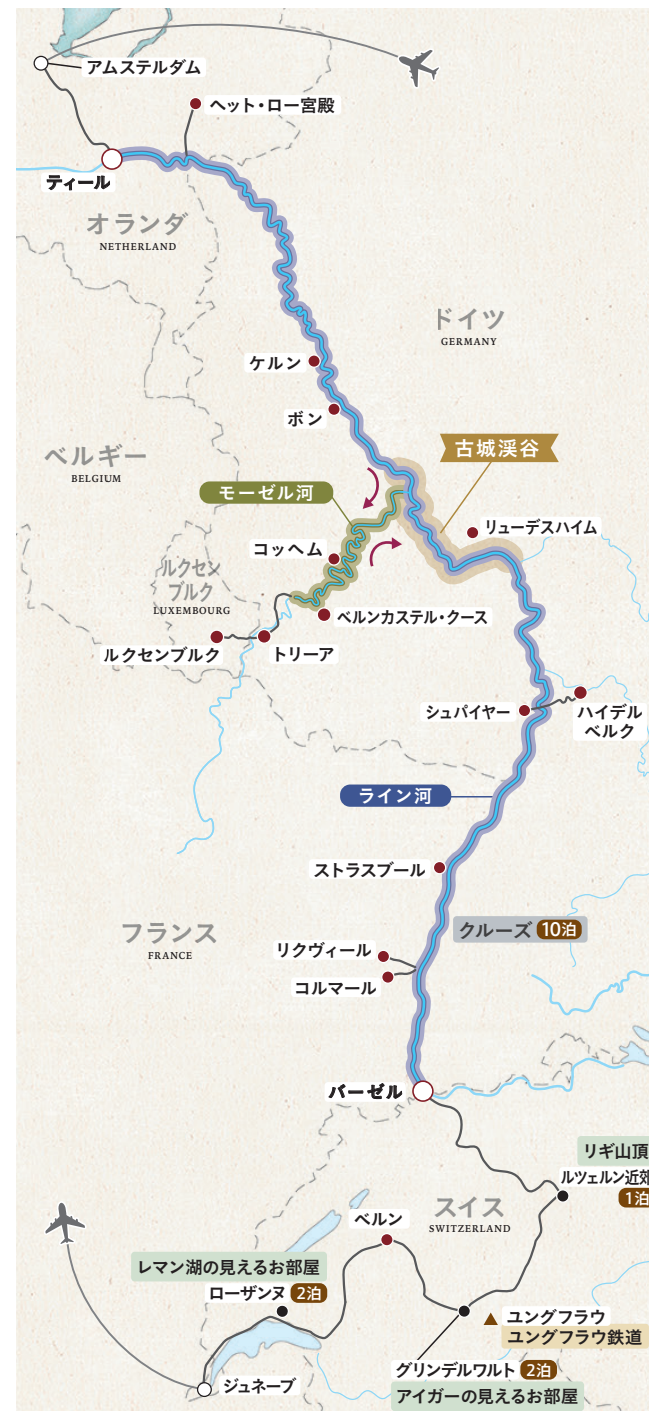 アムステルダム
ヘット・ロー宮殿
ティール
オランダ
NETHERLAND
ドイツ
GERMANY
ケルン
ボン
古城渓谷
ベルギー
BELGIUM
モーゼル河
リューデスハイム
コッヘム
ルクセン
ブルク
LUXEMBOURG
ベルンカステル・クース
ルクセンブルク
トリーア
シュパイヤー
ハイデル
ベルク
ライン河
ストラスブール
フランス
FRANCE
クルーズ 10泊
リクヴィール
コルマール
バーゼル
リギ山頂
ルツェルン近郊
1泊
スイス
SWITZERLAND
ベルン
レマン湖の見えるお部屋
ローザンヌ 2泊
ユングフラウ
ユングフラウ鉄道
グリンデルワルト 2泊
ジュネーブ
アイガーの見えるお部屋